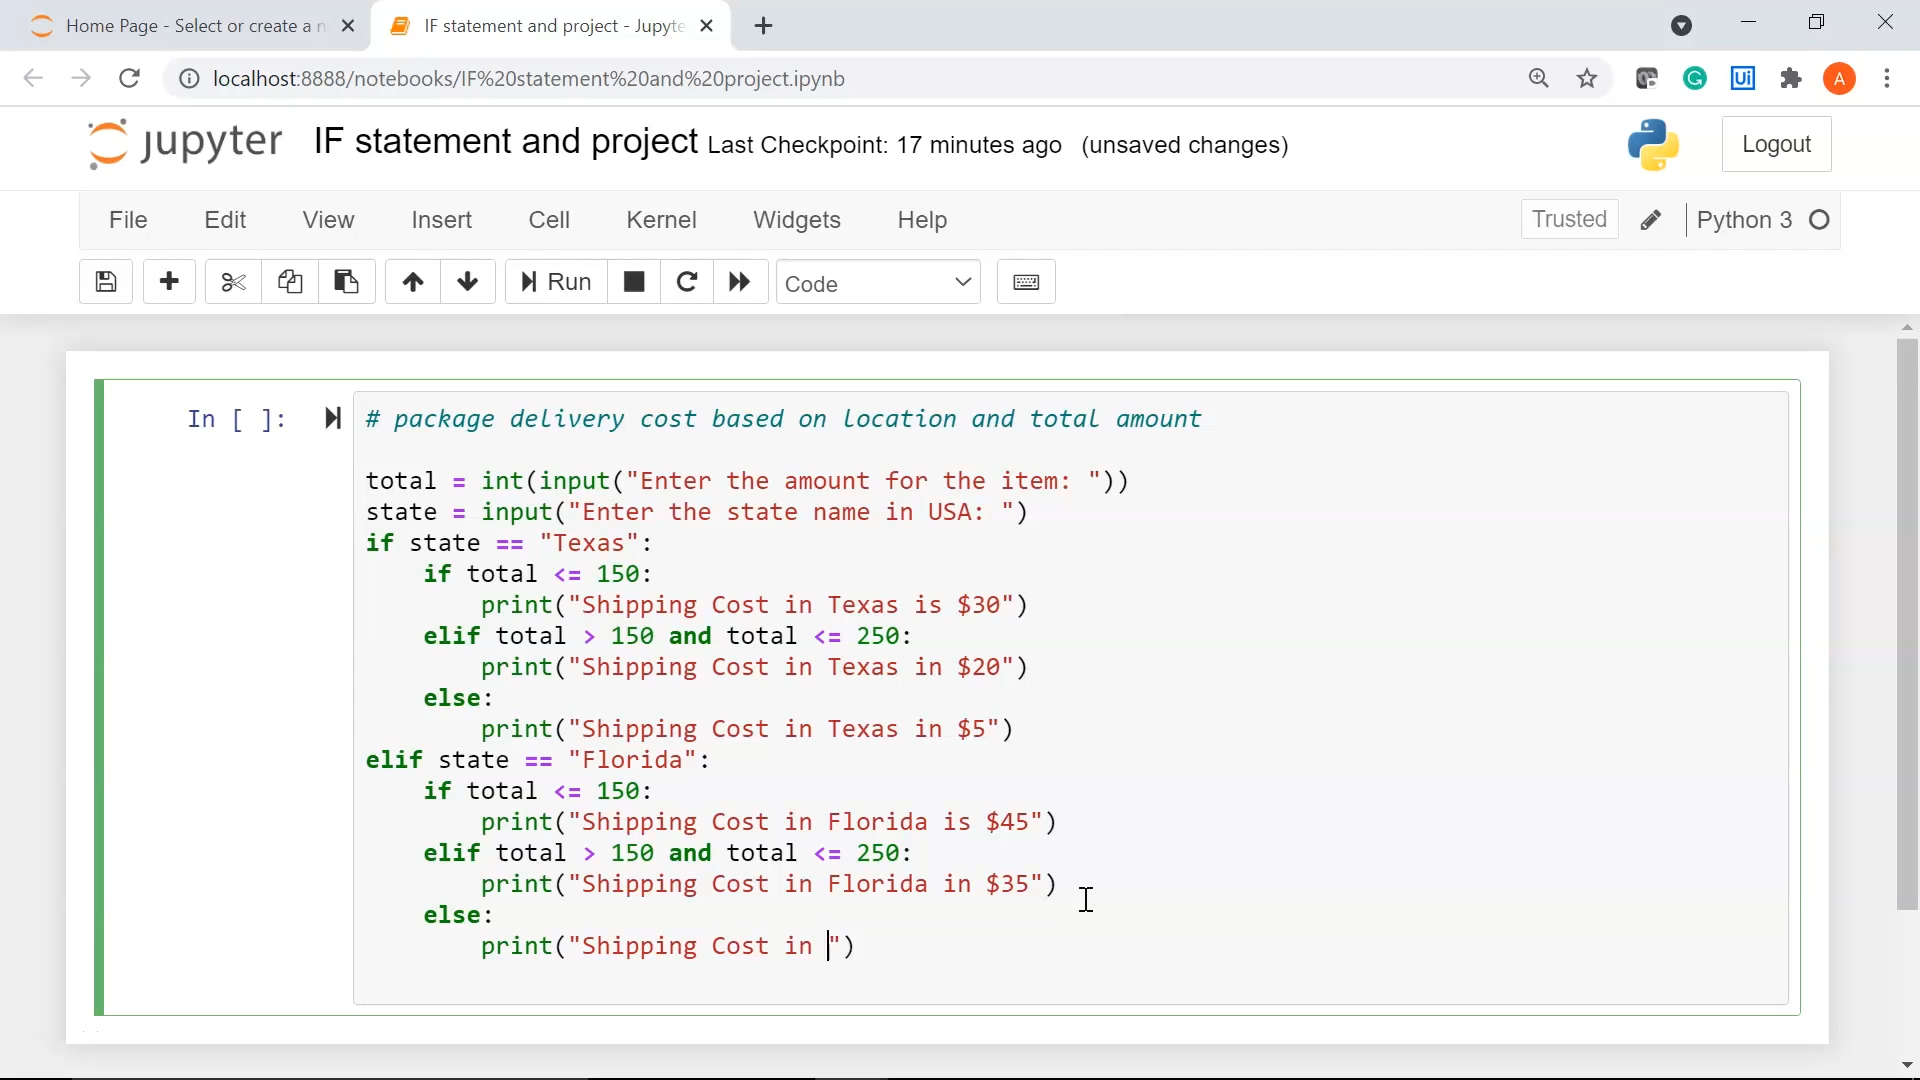 Home Page - Select or create a n
IF statement and project - Jupyte
localhost:8888/notebooks/IF%20statement%20and%20project.ipynb
A
jupyter IF statement and project Last Checkpoint: 17 minutes ago (unsaved changes)
Logout
File Edit View Insert Cell Kernel Widgets Help
Trusted Python 3
Run Code
In [ ]:
# package delivery cost based on location and total amount
total = int(input("Enter the amount for the item: "))
state = input("Enter the state name in USA: ")
if state == "Texas":
    if total <= 150:
        print("Shipping Cost in Texas is $30")
    elif total > 150 and total <= 250:
        print("Shipping Cost in Texas in $20")
    else:
        print("Shipping Cost in Texas in $5")
elif state == "Florida":
    if total <= 150:
        print("Shipping Cost in Florida is $45")
    elif total > 150 and total <= 250:
        print("Shipping Cost in Florida in $35")
    else:
        print("Shipping Cost in ")